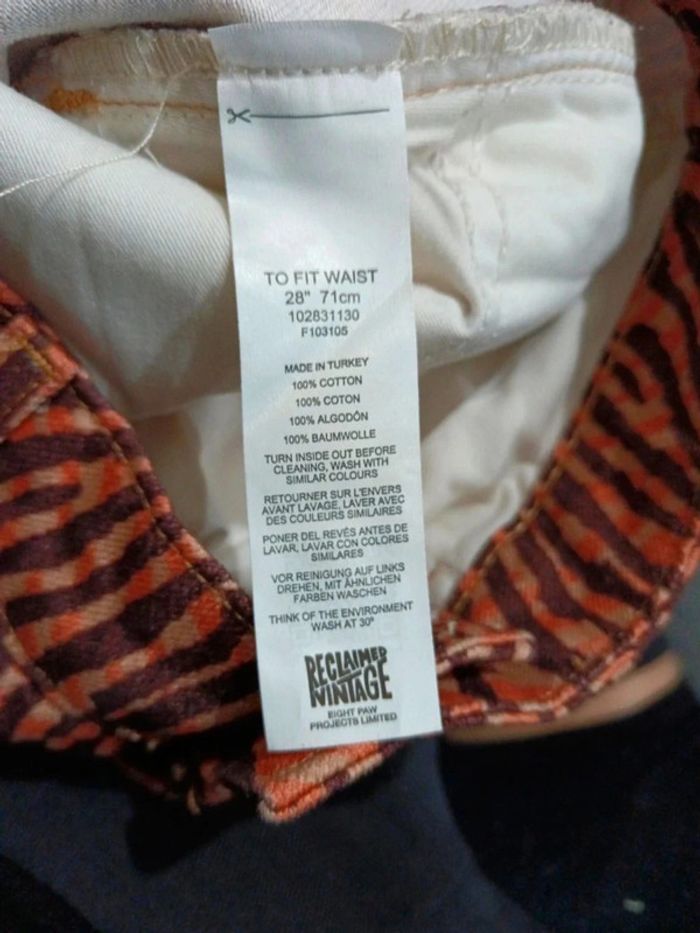 TO FIT WAIST
28" 71cm
102831130
F103105
MADE IN TURKEY
100% COTTON
100% COTON
100% ALGODÓN
100% BAUMWOLLE
TURN INSIDE OUT BEFORE
CLEANING, WASH WITH
SIMILAR COLOURS
RETOURNER SUR L'ENVERS
AVANT LAVAGE, LAVER AVEC
DES COULEURS SIMILAIRES
PONER DEL REVÉS ANTES DE
LAVAR, LAVAR CON COLORES
SIMILARES
VOR REINIGUNG AUF LINKS
DREHEN, MIT ÄHNLICHEN
FARBEN WASCHEN
THINK OF THE ENVIRONMENT
WASH AT 30°
RECLAIMED
VINTAGE
EIGHT PAW
PROJECTS LIMITED